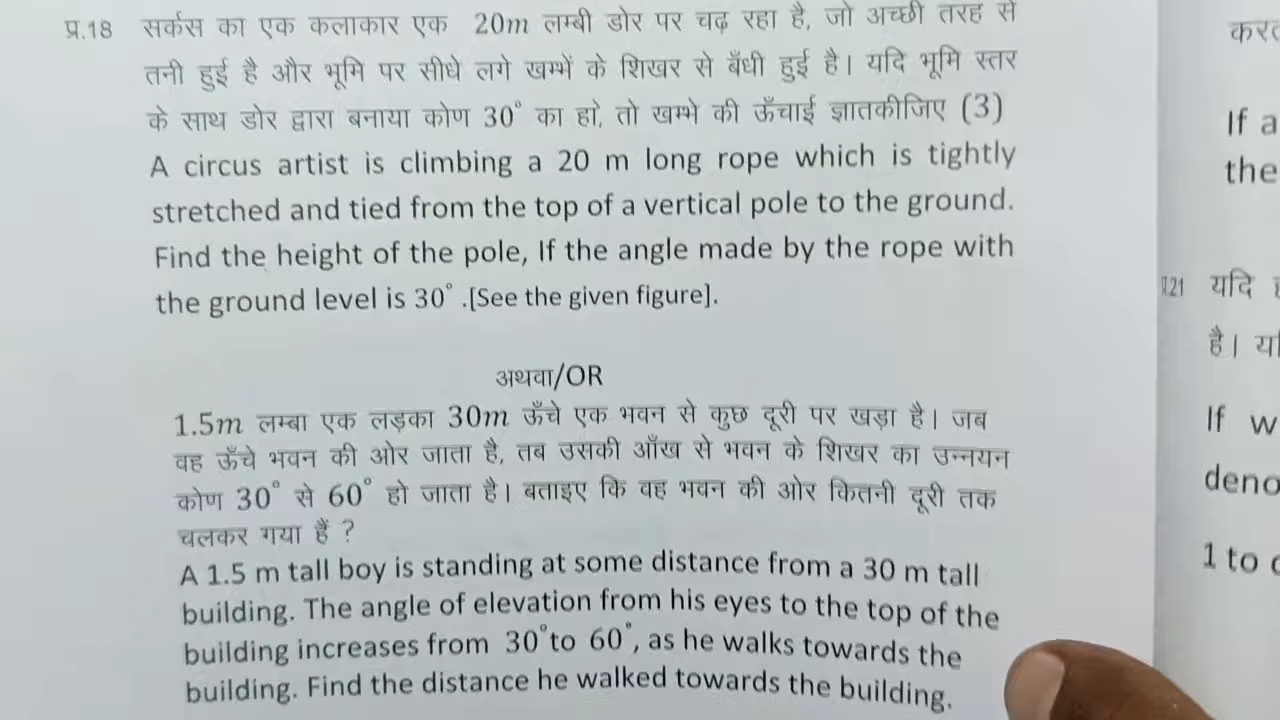 प्र.18 सर्कस का एक कलाकार एक 20m लम्बी डोर पर चढ़ रहा है, जो अच्छी तरह से
तनी हुई है और भूमि पर सीधे लगे खम्भें के शिखर से बँधी हुई है। यदि भूमि स्तर
के साथ डोर द्वारा बनाया कोण 30° का हो, तो खम्भे की ऊँचाई ज्ञातकीजिए (3)
A circus artist is climbing a 20 m long rope which is tightly
stretched and tied from the top of a vertical pole to the ground.
Find the height of the pole, If the angle made by the rope with
the ground level is 30° .[See the given figure].
अथवा/OR
1.5m लम्बा एक लड़का 30m ऊँचे एक भवन से कुछ दूरी पर खड़ा है। जब
वह ऊँचे भवन की ओर जाता है, तब उसकी आँख से भवन के शिखर का उन्नयन
कोण 30° से 60° हो जाता है। बताइए कि वह भवन की ओर कितनी दूरी तक
चलकर गया हैं ?
A 1.5 m tall boy is standing at some distance from a 30 m tall
building. The angle of elevation from his eyes to the top of the
building increases from 30°to 60°, as he walks towards the
building. Find the distance he walked towards the building.
If a
the
21 यदि
है। य
If w
deno
1 to